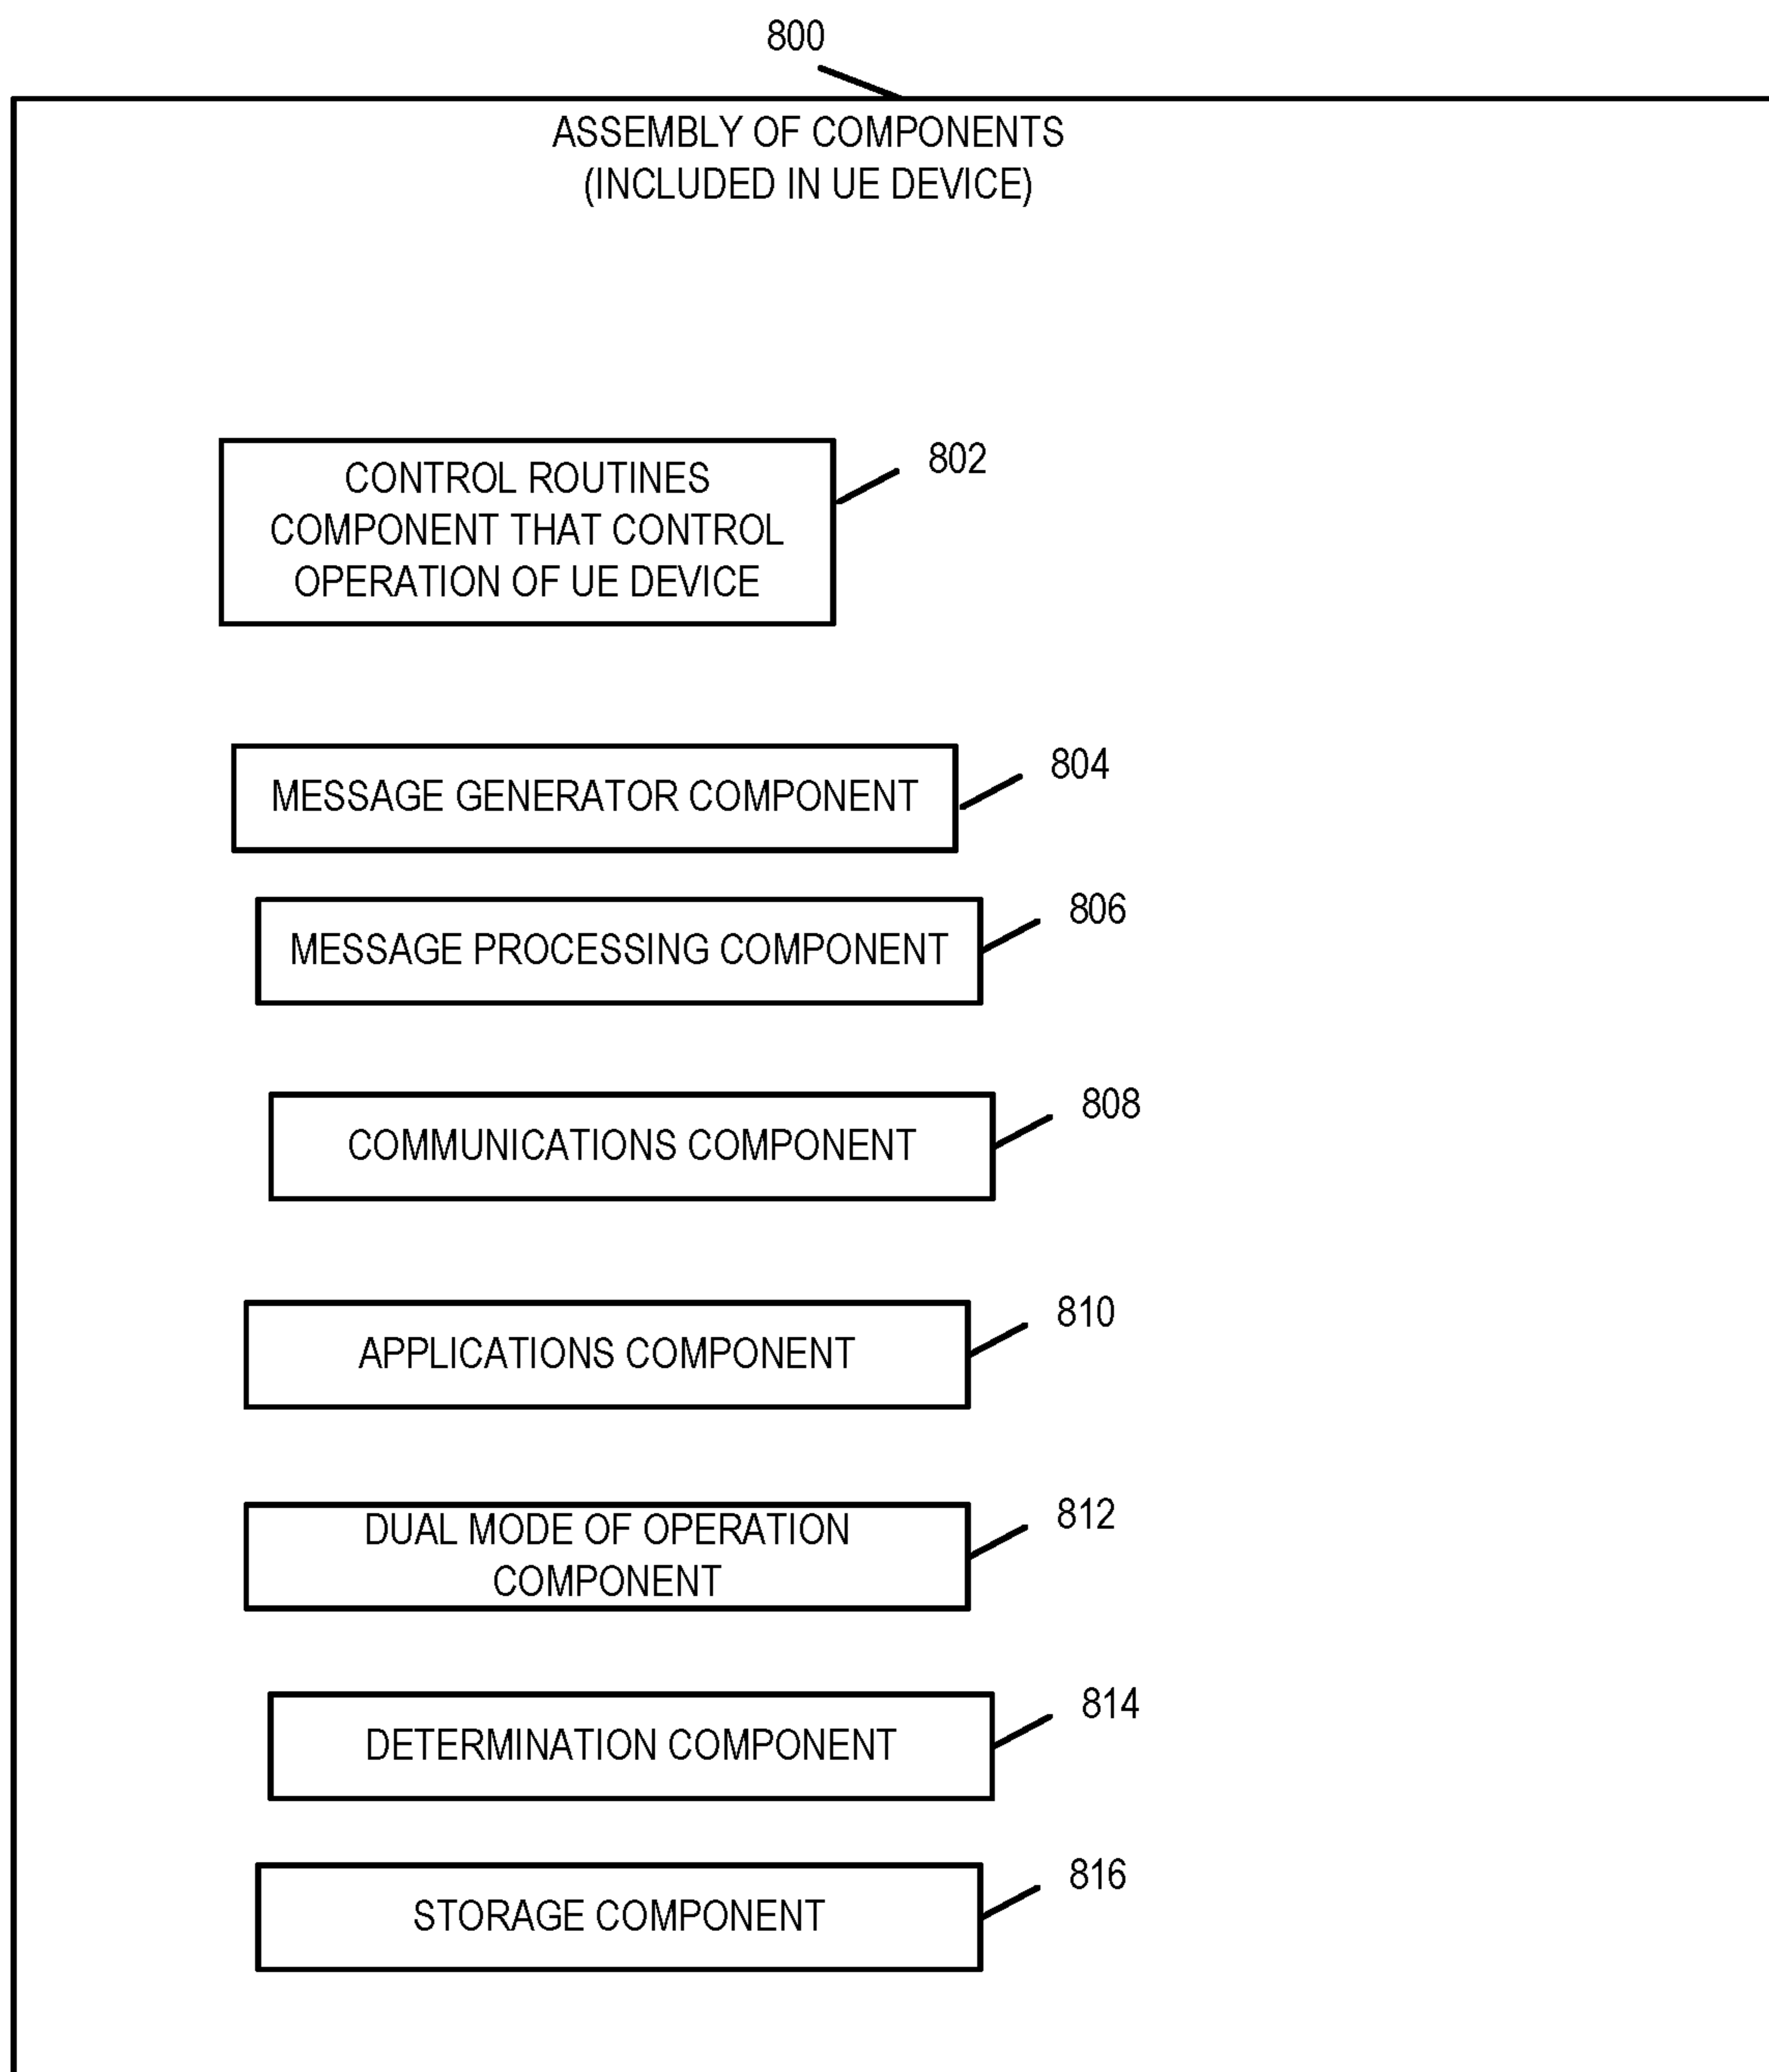 800
ASSEMBLY OF COMPONENTS
(INCLUDED IN UE DEVICE)
802
CONTROL ROUTINES
COMPONENT THAT CONTROL
OPERATION OF UE DEVICE
804
MESSAGE GENERATOR COMPONENT
806
MESSAGE PROCESSING COMPONENT
808
COMMUNICATIONS COMPONENT
810
APPLICATIONS COMPONENT
812
DUAL MODE OF OPERATION
COMPONENT
814
DETERMINATION COMPONENT
816
STORAGE COMPONENT